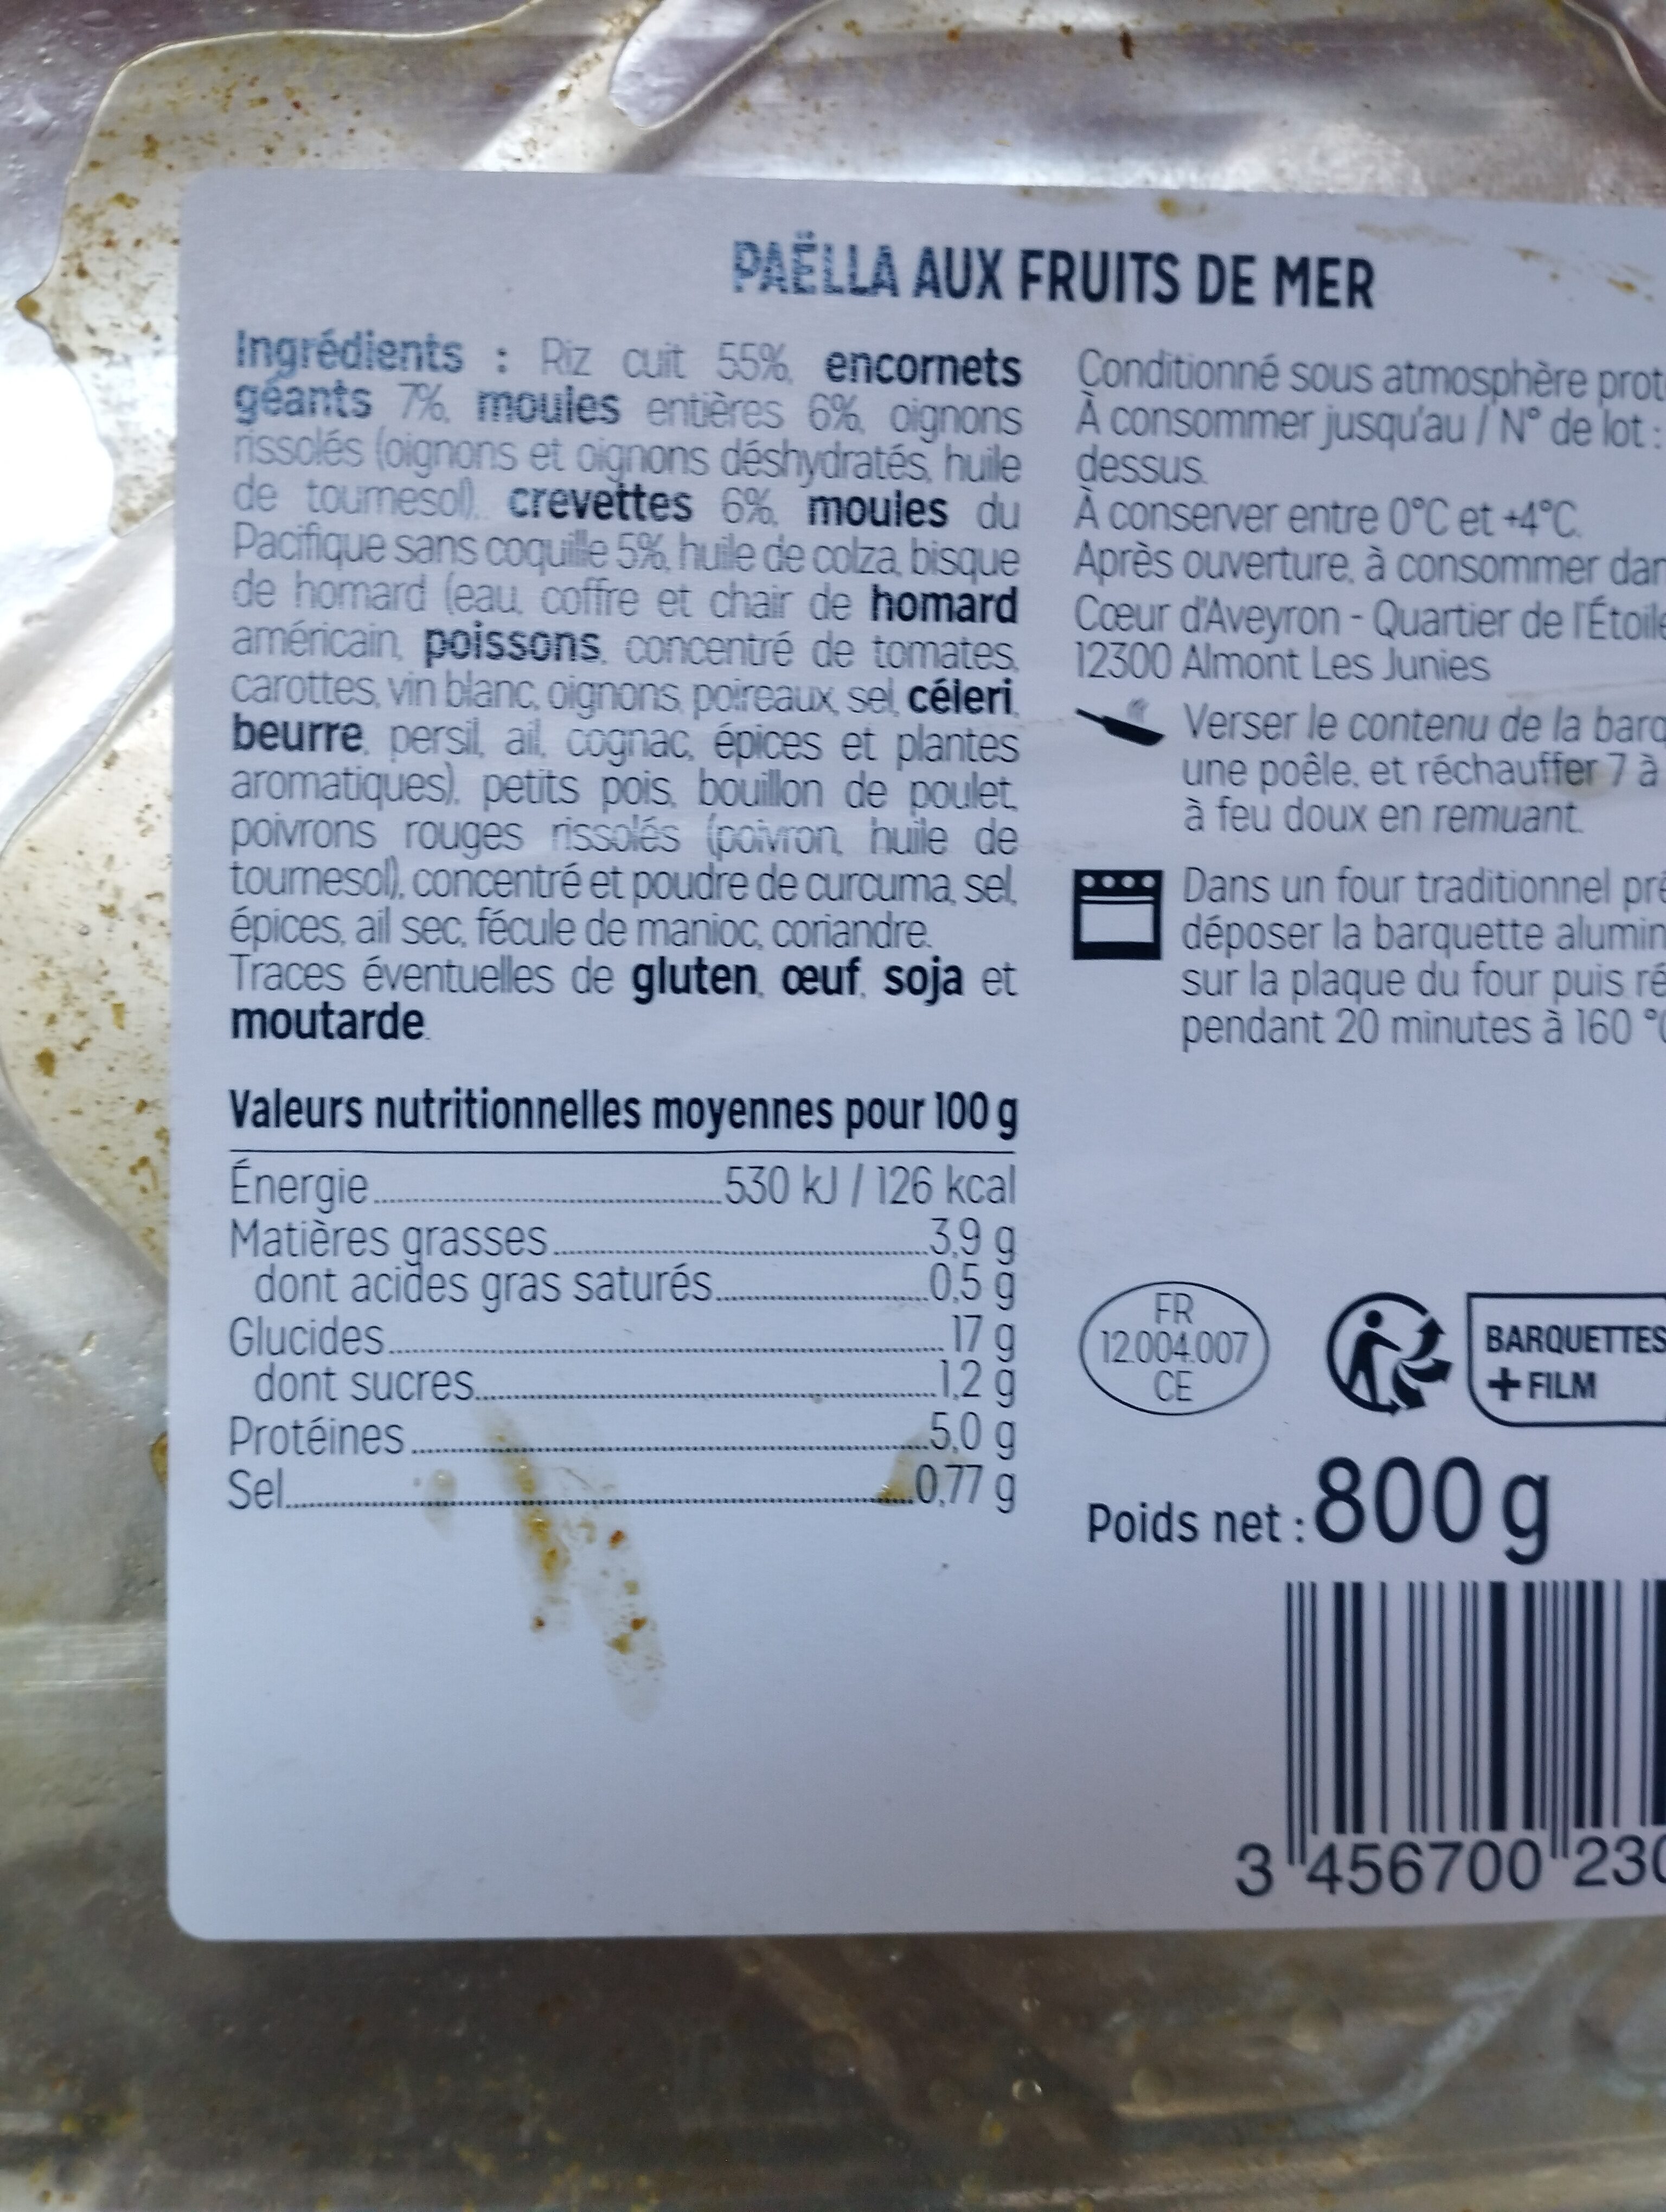 PAËLLA AUX FRUITS DE MER
Ingrédients : Riz cuit 55%, encornets
géants 7%, moules entières 6%, oignons
rissolés (oignons et oignons déshydratés, huile
de tournesol), crevettes 6%, moules du
Pacifique sans coquille 5%, huile de colza, bisque
de homard (eau, coffre et chair de homard
américain, poissons, concentré de tomates,
carottes, vin blanc, oignons, poireaux, sel, céleri,
beurre, persil, ail, cognac, épices et plantes
aromatiques), petits pois, bouillon de poulet,
poivrons rouges rissolés (poivron, huile de
tournesol), concentré et poudre de curcuma, sel,
épices, ail sec, fécule de manioc, coriandre.
Traces éventuelles de gluten, œuf, soja et
moutarde.
Valeurs nutritionnelles moyennes pour 100 g
Énergie 530 kJ / 126 kcal
Matières grasses 3,9 g
dont acides gras saturés 0,5 g
Glucides 17 g
dont sucres 1,2 g
Protéines 5,0 g
Sel 0,77 g
Conditionné sous atmosphère prot
À consommer jusqu'au / N° de lot :
dessus.
À conserver entre 0°C et +4°C.
Après ouverture, à consommer dan
Cœur d'Aveyron - Quartier de l'Étoile
12300 Almont Les Junies
Verser le contenu de la barq
une poêle, et réchauffer 7 à
à feu doux en remuant.
Dans un four traditionnel pré
déposer la barquette alumin
sur la plaque du four puis ré
pendant 20 minutes à 160 °C
FR
12.004.007
CE
BARQUETTES
+ FILM
Poids net : 800 g
3 456700 230